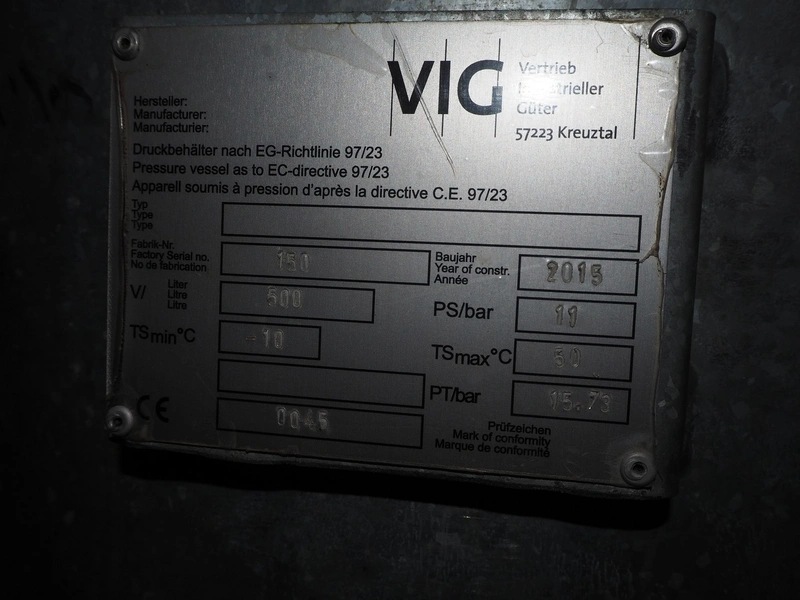 VIG
Vertrieb
Industrieller
Güter
57223 Kreuztal
Hersteller:
Manufacturer:
Manufacturier:
Druckbehälter nach EG-Richtlinie 97/23
Pressure vessel as to EC-directive 97/23
Appareil soumis à pression d'après la directive C.E. 97/23
Typ
Type
Type
Fabrik-Nr.
Factory Serial no.
No de fabrication
150
Baujahr
Year of constr.
Année
2015
V/
Liter
Litre
Litre
500
PS/bar
11
TSmin°C
-10
TSmax°C
50
PT/bar
15.73
CE
0045
Prüfzeichen
Mark of conformity
Marque de conformité